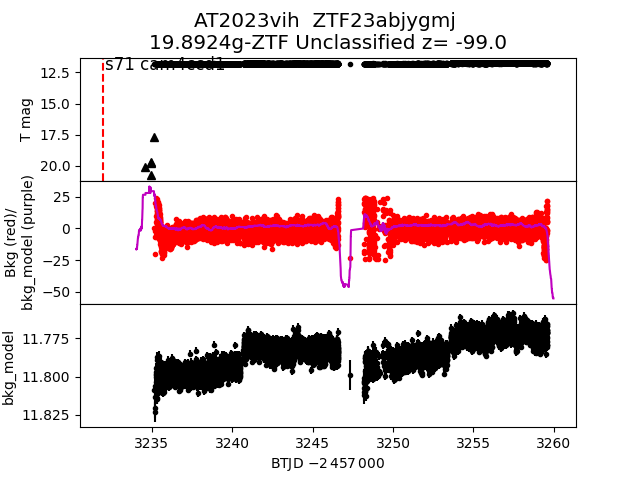 AT2023vih  ZTF23abjygmj
19.8924g-ZTF Unclassified z= -99.0
s71 cam4ccd1
12.5
15.0
17.5
20.0
T mag
25
0
−25
−50
Bkg (red)/
bkg_model (purple)
11.775
11.800
11.825
bkg_model
3235 3240 3245 3250 3255 3260
BTJD −2 457 000